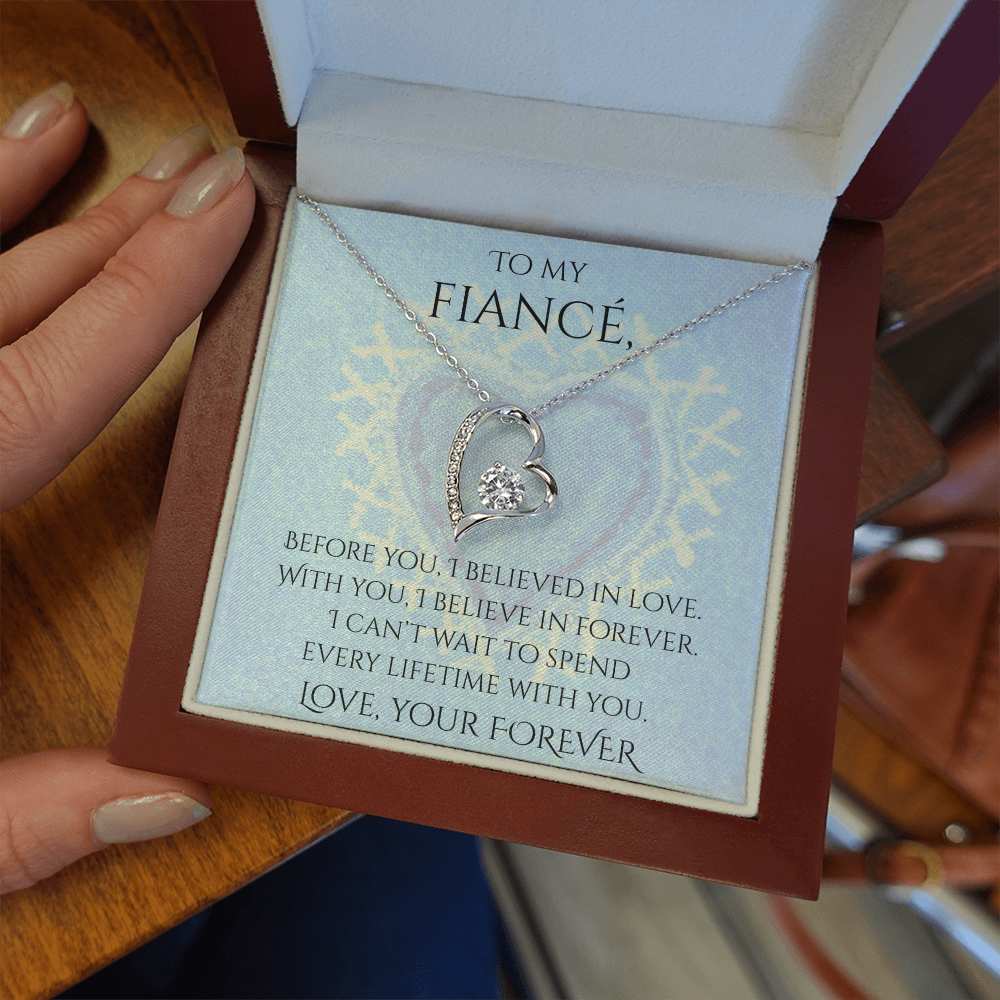 To my
fiancé,
Before you, I believed in love.
With you, I believe in forever.
I can't wait to spend
every lifetime with you.
Love, your Forever